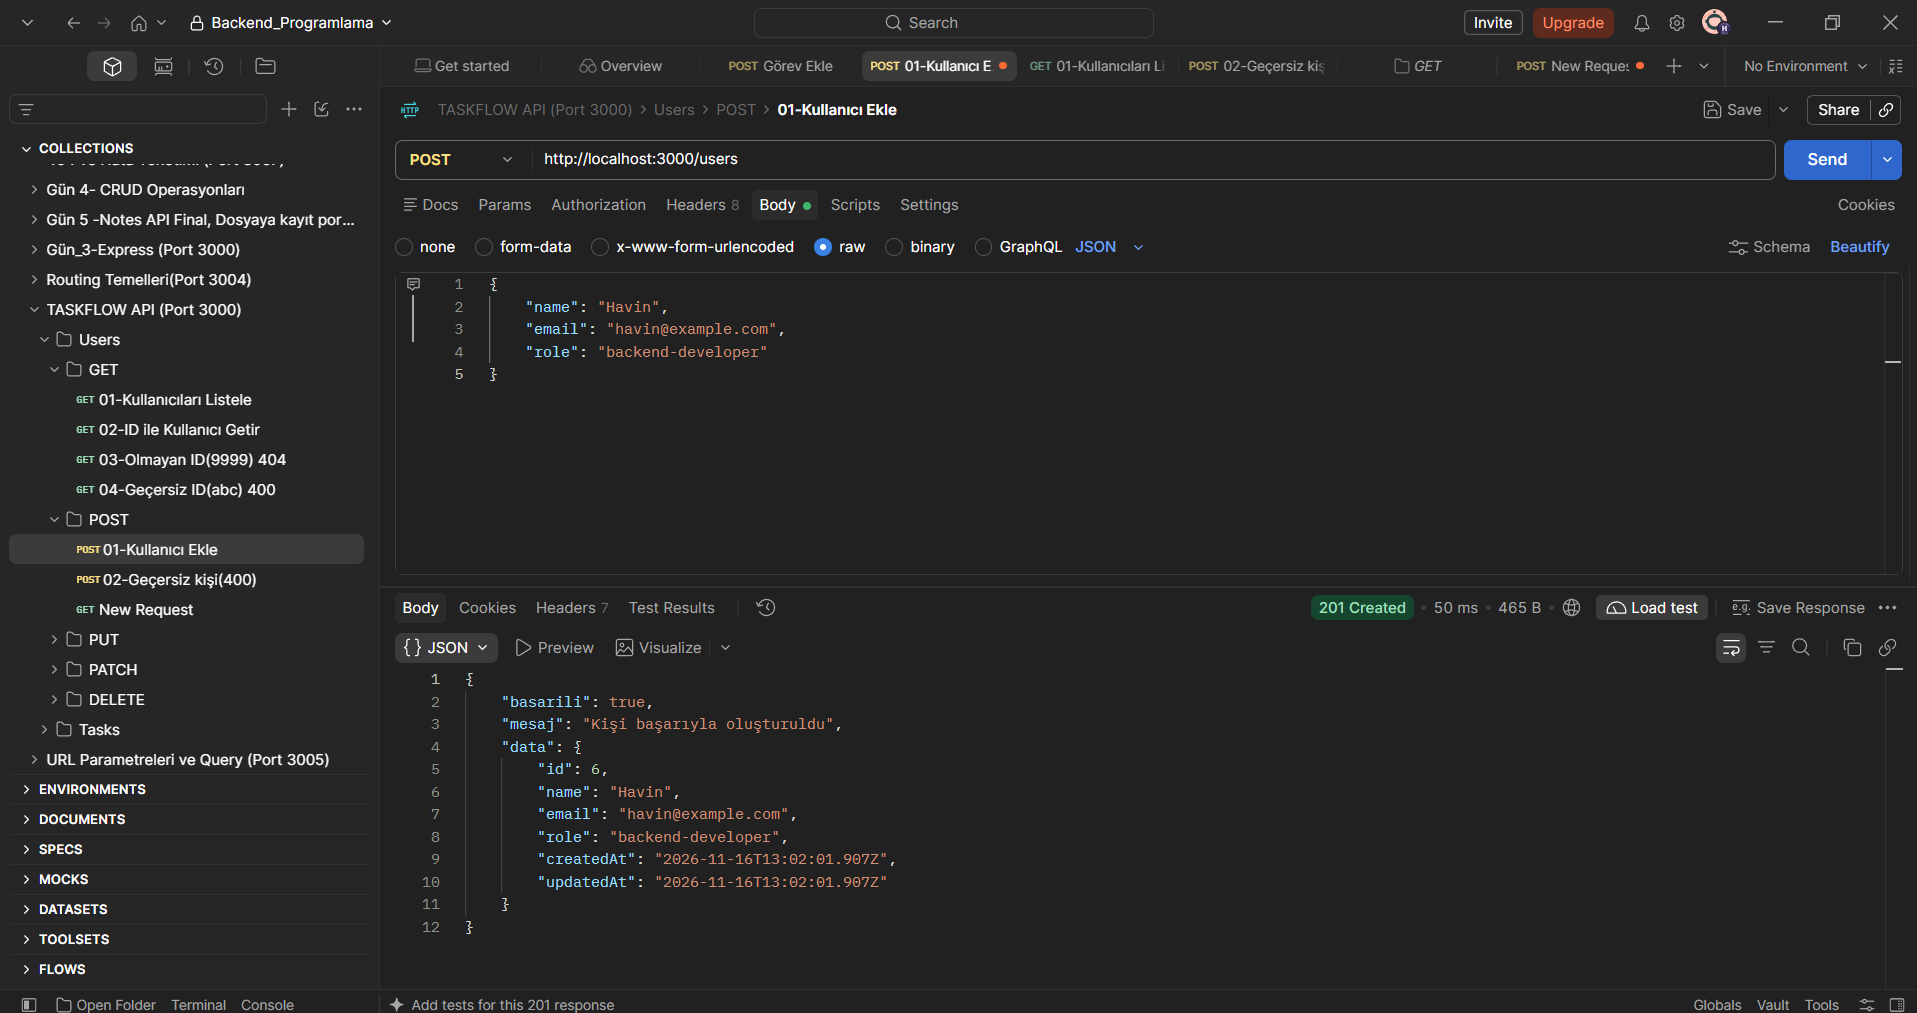 Backend_Programlama
Search
Invite
Upgrade
Get started
Overview
POST Görev Ekle
POST 01-Kullanıcı E
GET 01-Kullanıcıları Li
POST 02-Geçersiz kiş
GET
POST New Reques
No Environment
TASKFLOW API (Port 3000) > Users > POST > 01-Kullanıcı Ekle
Save
Share
COLLECTIONS
POST
http://localhost:3000/users
Send
Gün 4- CRUD Operasyonları
Gün 5 -Notes API Final, Dosyaya kayıt por...
Gün_3-Express (Port 3000)
Routing Temelleri(Port 3004)
TASKFLOW API (Port 3000)
Users
GET
GET 01-Kullanıcıları Listele
GET 02-ID ile Kullanıcı Getir
GET 03-Olmayan ID(9999) 404
GET 04-Geçersiz ID(abc) 400
POST
POST 01-Kullanıcı Ekle
POST 02-Geçersiz kişi(400)
GET New Request
PUT
PATCH
DELETE
Tasks
URL Parametreleri ve Query (Port 3005)
ENVIRONMENTS
DOCUMENTS
SPECS
MOCKS
DATASETS
TOOLSETS
FLOWS
Docs Params Authorization Headers 8 Body Scripts Settings Cookies
none form-data x-www-form-urlencoded raw binary GraphQL JSON Schema Beautify
1 {
2 "name": "Havin",
3 "email": "havin@example.com",
4 "role": "backend-developer"
5 }
Body Cookies Headers 7 Test Results 201 Created 50 ms 465 B Load test e.g. Save Response
{} JSON Preview Visualize
1 {
2 "basarili": true,
3 "mesaj": "Kişi başarıyla oluşturuldu",
4 "data": {
5 "id": 6,
6 "name": "Havin",
7 "email": "havin@example.com",
8 "role": "backend-developer",
9 "createdAt": "2026-11-16T13:02:01.907Z",
10 "updatedAt": "2026-11-16T13:02:01.907Z"
11 }
12 }
Open Folder Terminal Console Add tests for this 201 response Globals Vault Tools